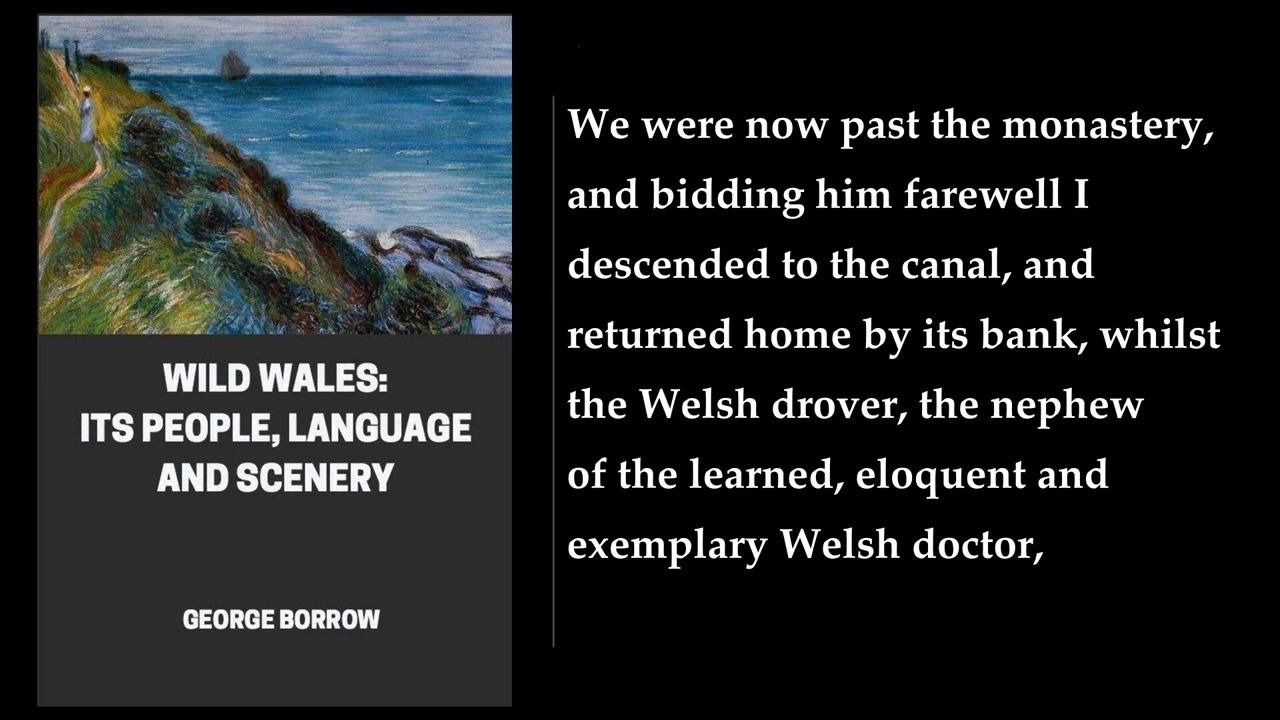 WILD WALES:
ITS PEOPLE, LANGUAGE
AND SCENERY
GEORGE BORROW
We were now past the monastery,
and bidding him farewell I
descended to the canal, and
returned home by its bank, whilst
the Welsh drover, the nephew
of the learned, eloquent and
exemplary Welsh doctor,